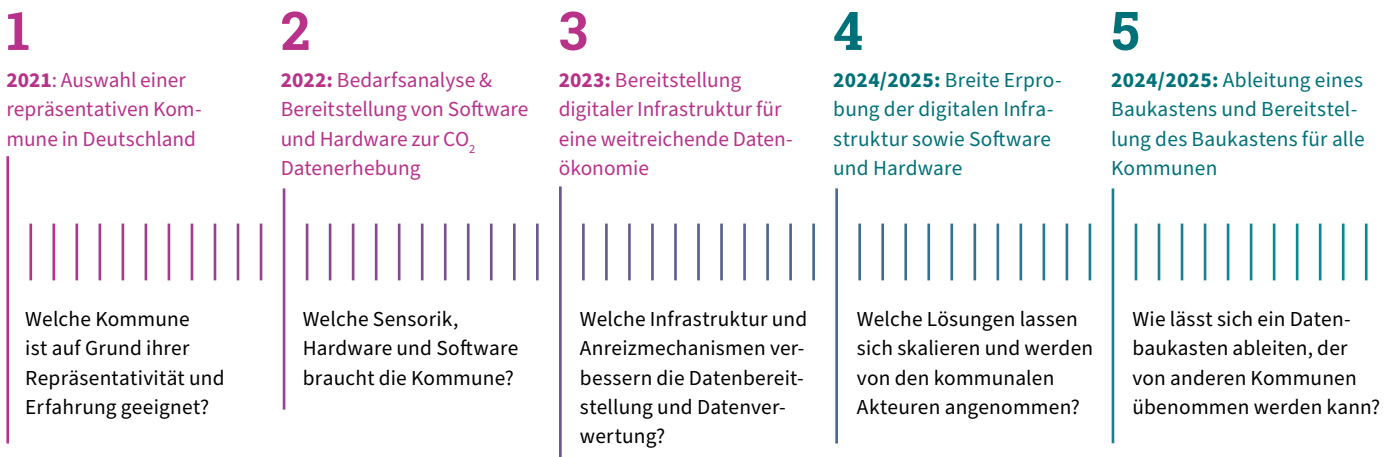 1
2021: Auswahl einer
repräsentativen Kom-
mune in Deutschland
Welche Kommune
ist auf Grund ihrer
Repräsentativität und
Erfahrung geeignet?
2
2022: Bedarfsanalyse &
Bereitstellung von Software
und Hardware zur CO₂
Datenerhebung
Welche Sensorik,
Hardware und Software
braucht die Kommune?
3
2023: Bereitstellung
digitaler Infrastruktur für
eine weitreichende Daten-
ökonomie
Welche Infrastruktur und
Anreizmechanismen ver-
bessern die Datenbereit-
stellung und Datenver-
wertung?
4
2024/2025: Breite Erpro-
bung der digitalen Infra-
struktur sowie Software
und Hardware
Welche Lösungen lassen
sich skalieren und werden
von den kommunalen
Akteuren angenommen?
5
2024/2025: Ableitung eines
Baukastens und Bereitstel-
lung des Baukastens für alle
Kommunen
Wie lässt sich ein Daten-
baukasten ableiten, der
von anderen Kommunen
übenommen werden kann?